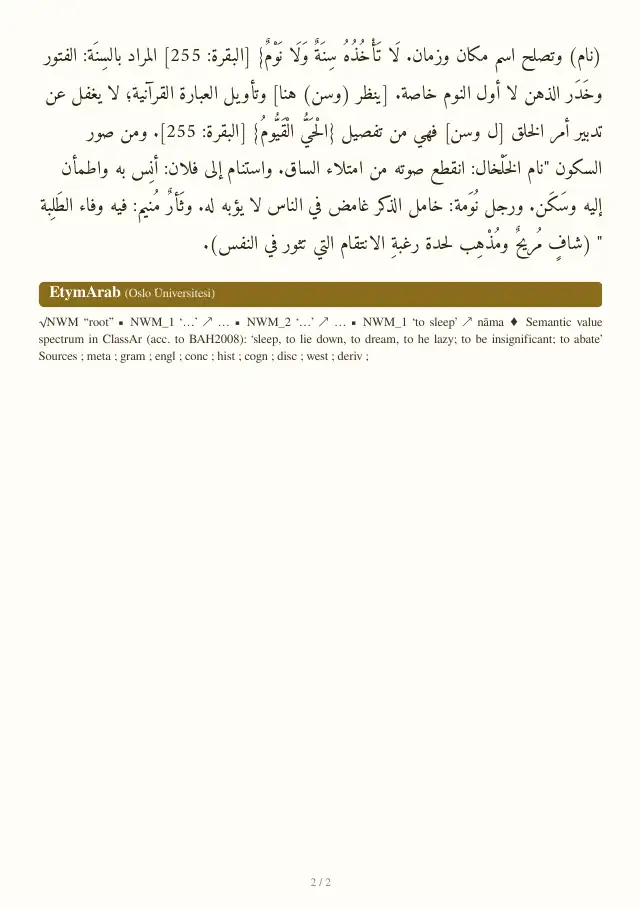 (نام) وتصلح اسم مكان وزمان. لَا تَأْخُذُهُ سِنَةٌ وَلَا نَوْمٌ} [البقرة: 255] المراد بالسِنَة: الفتور
وخَدَر الذهن لا أول النوم خاصة. [ينظر (وسن) هنا] وتأويل العبارة القرآنية؛ لا يغفل عن
تدبير أمر الخلق [ل وسن] فهي من تفصيل {الْحَيُّ الْقَيُّومُ} [البقرة: 255]. ومن صور
السكون "نام الخَلْخال: انقطع صوته من امتلاء الساق. واستنام إلى فلان: أنِس به واطمأن
إليه وسَكَن. ورجل نُوَمة: خامل الذكر غامض في الناس لا يؤبه له. وثَأرٌ مُنيم: فيه وفاء الطَلِبة
" (شافٍ مُريحٌ ومُذْهِب لحدة رغبةِ الانتقام التي تثور في النفس).
EtymArab (Oslo Üniversitesi)
√NWM “root” ▪ NWM_1 ‘…’ ↗ … ▪ NWM_2 ‘…’ ↗ … ▪ NWM_1 ‘to sleep’ ↗ nāma ♦ Semantic value
spectrum in ClassAr (acc. to BAH2008): ‘sleep, to lie down, to dream, to he lazy; to be insignificant; to abate’
Sources ; meta ; gram ; engl ; conc ; hist ; cogn ; disc ; west ; deriv ;
2 / 2